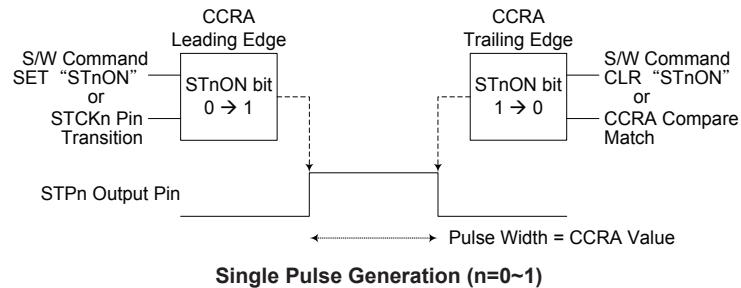 CCRA
Leading Edge
S/W Command
SET “STnON”
or
STCKn Pin
Transition
STnON bit
0 → 1
CCRA
Trailing Edge
STnON bit
1 → 0
S/W Command
CLR “STnON”
or
CCRA Compare
Match
STPn Output Pin
Pulse Width = CCRA Value
Single Pulse Generation (n=0~1)